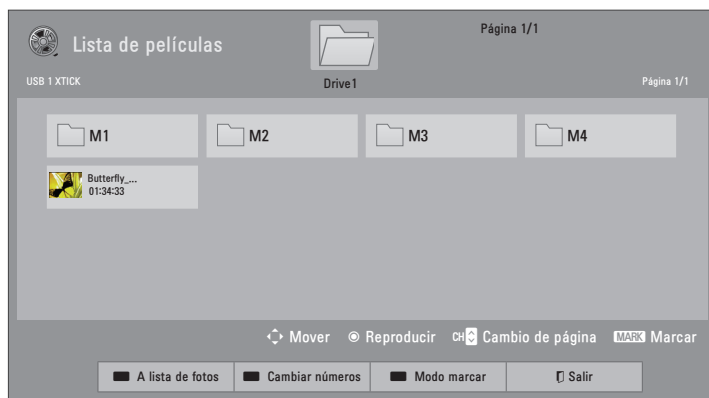 Lista de películas
Página 1/1
USB 1 XTICK
Drive1
Página 1/1
M1
M2
M3
M4
Butterfly_...
01:34:33
Mover
Reproducir
CH Cambio de página
MARK Marcar
A lista de fotos
Cambiar números
Modo marcar
Salir